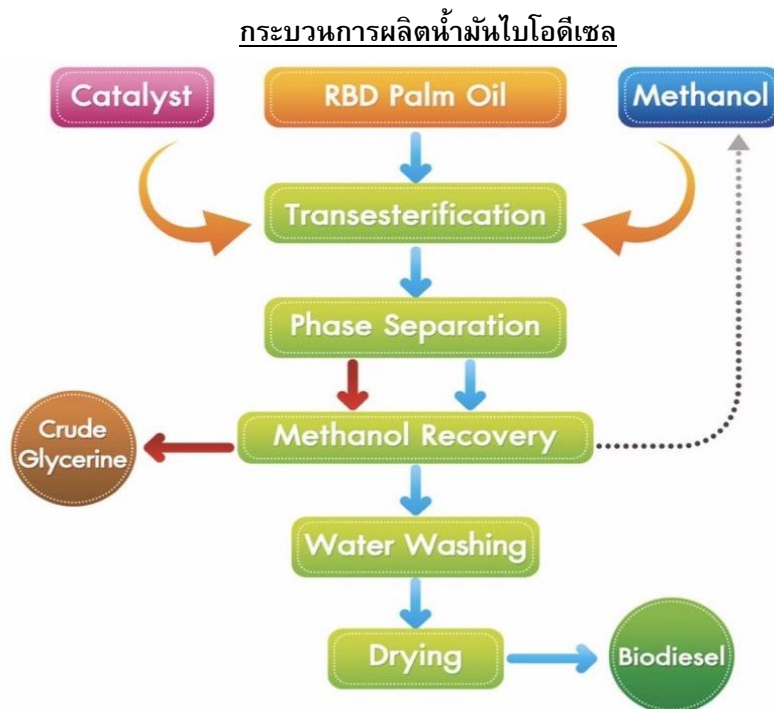 กระบวนการผลิตน้ำมันไบโอดีเซล
Catalyst
RBD Palm Oil
Methanol
Transesterification
Phase Separation
Crude
Glycerine
Methanol Recovery
Water Washing
Drying
Biodiesel